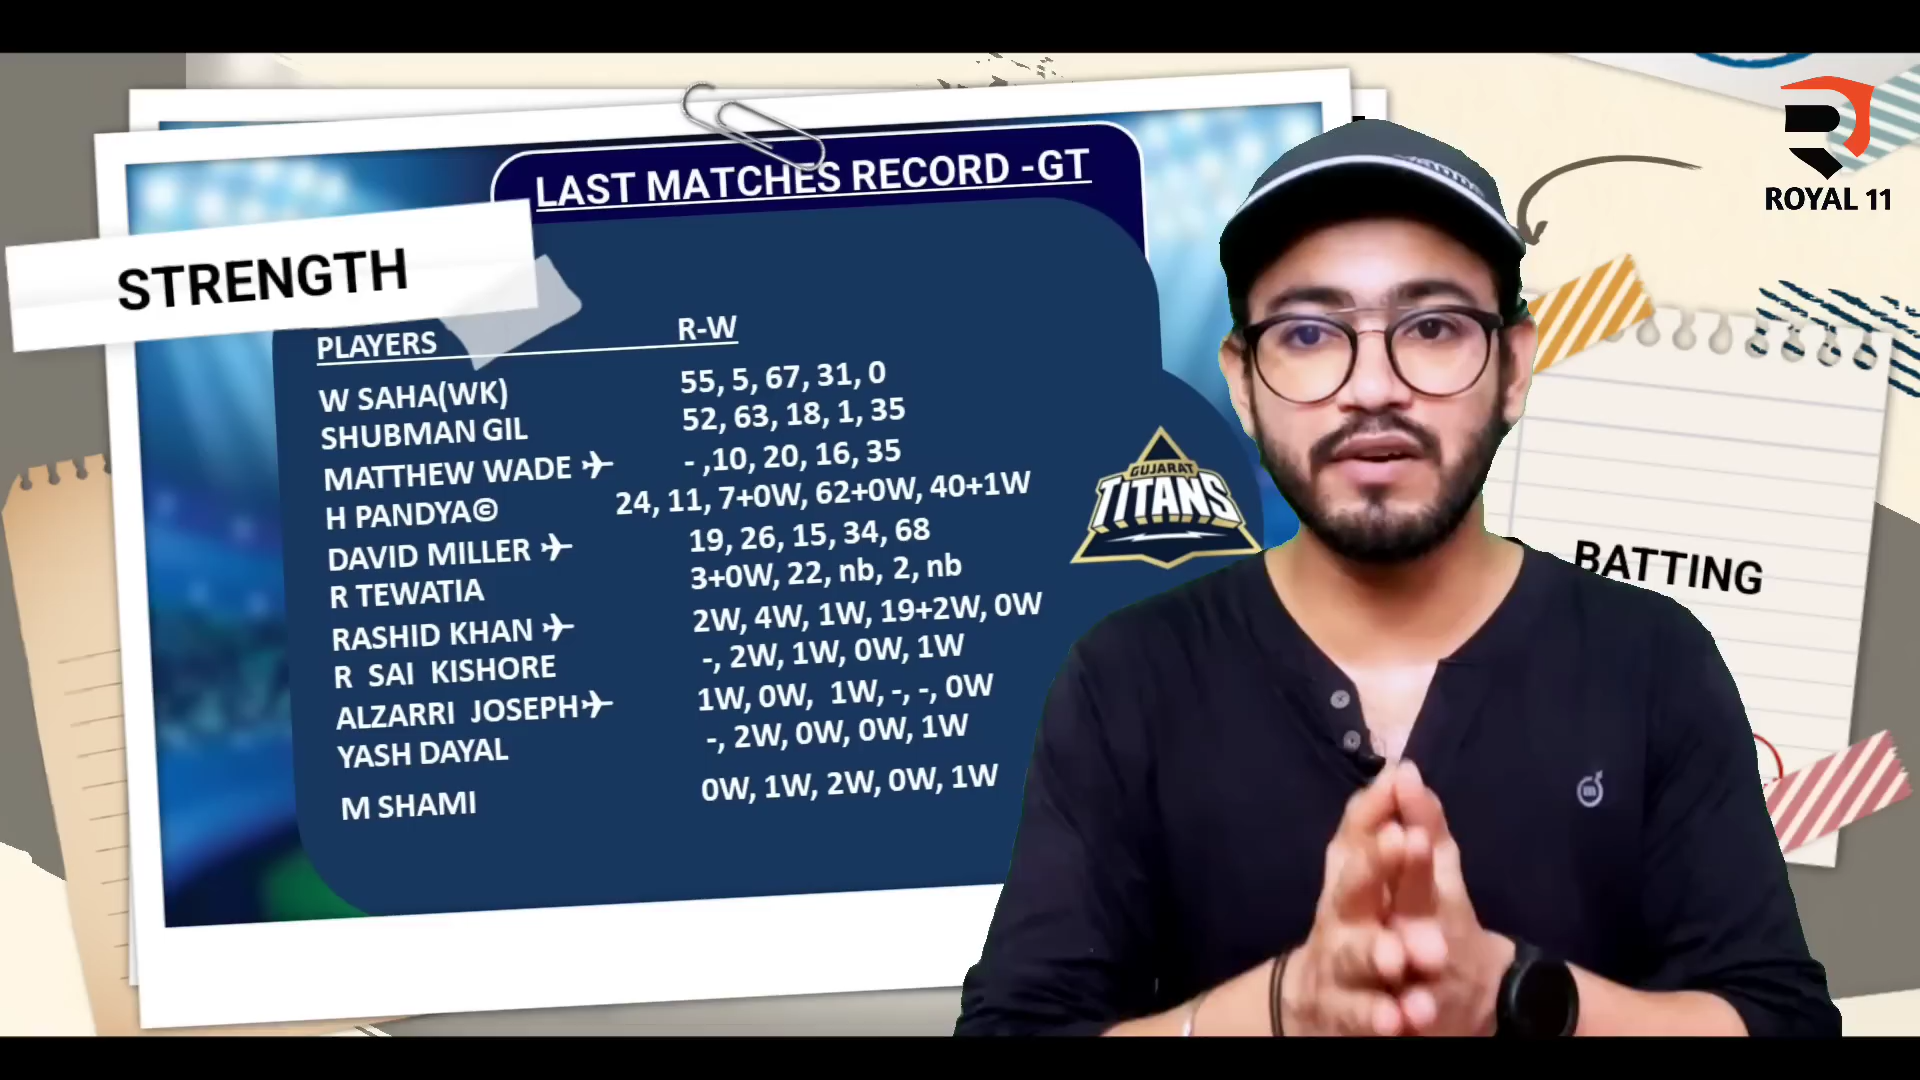 LAST MATCHES RECORD -GT
STRENGTH
PLAYERS R-W
W SAHA(WK) 55, 5, 67, 31, 0
SHUBMAN GIL 52, 63, 18, 1, 35
MATTHEW WADE ✈ - ,10, 20, 16, 35
H PANDYA© 24, 11, 7+0W, 62+0W, 40+1W
DAVID MILLER ✈ 19, 26, 15, 34, 68
R TEWATIA 3+0W, 22, nb, 2, nb
RASHID KHAN ✈ 2W, 4W, 1W, 19+2W, 0W
R SAI KISHORE -, 2W, 1W, 0W, 1W
ALZARRI JOSEPH✈ 1W, 0W, 1W, -, -, 0W
YASH DAYAL -, 2W, 0W, 0W, 1W
M SHAMI 0W, 1W, 2W, 0W, 1W
GUJARAT
TITANS
ROYAL 11
BATTING